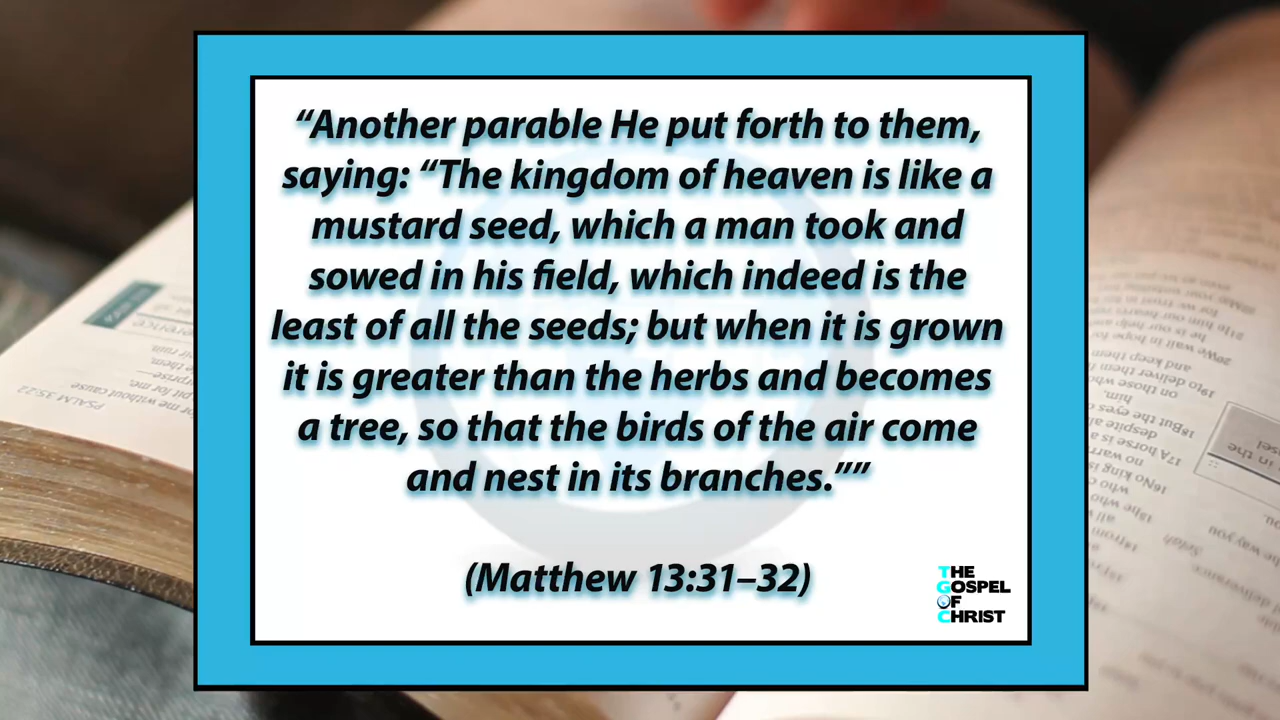 “Another parable He put forth to them,
saying: “The kingdom of heaven is like a
mustard seed, which a man took and
sowed in his field, which indeed is the
least of all the seeds; but when it is grown
it is greater than the herbs and becomes
a tree, so that the birds of the air come
and nest in its branches.””
(Matthew 13:31–32)
THE
GOSPEL
OF
CHRIST
PSALM 35:22